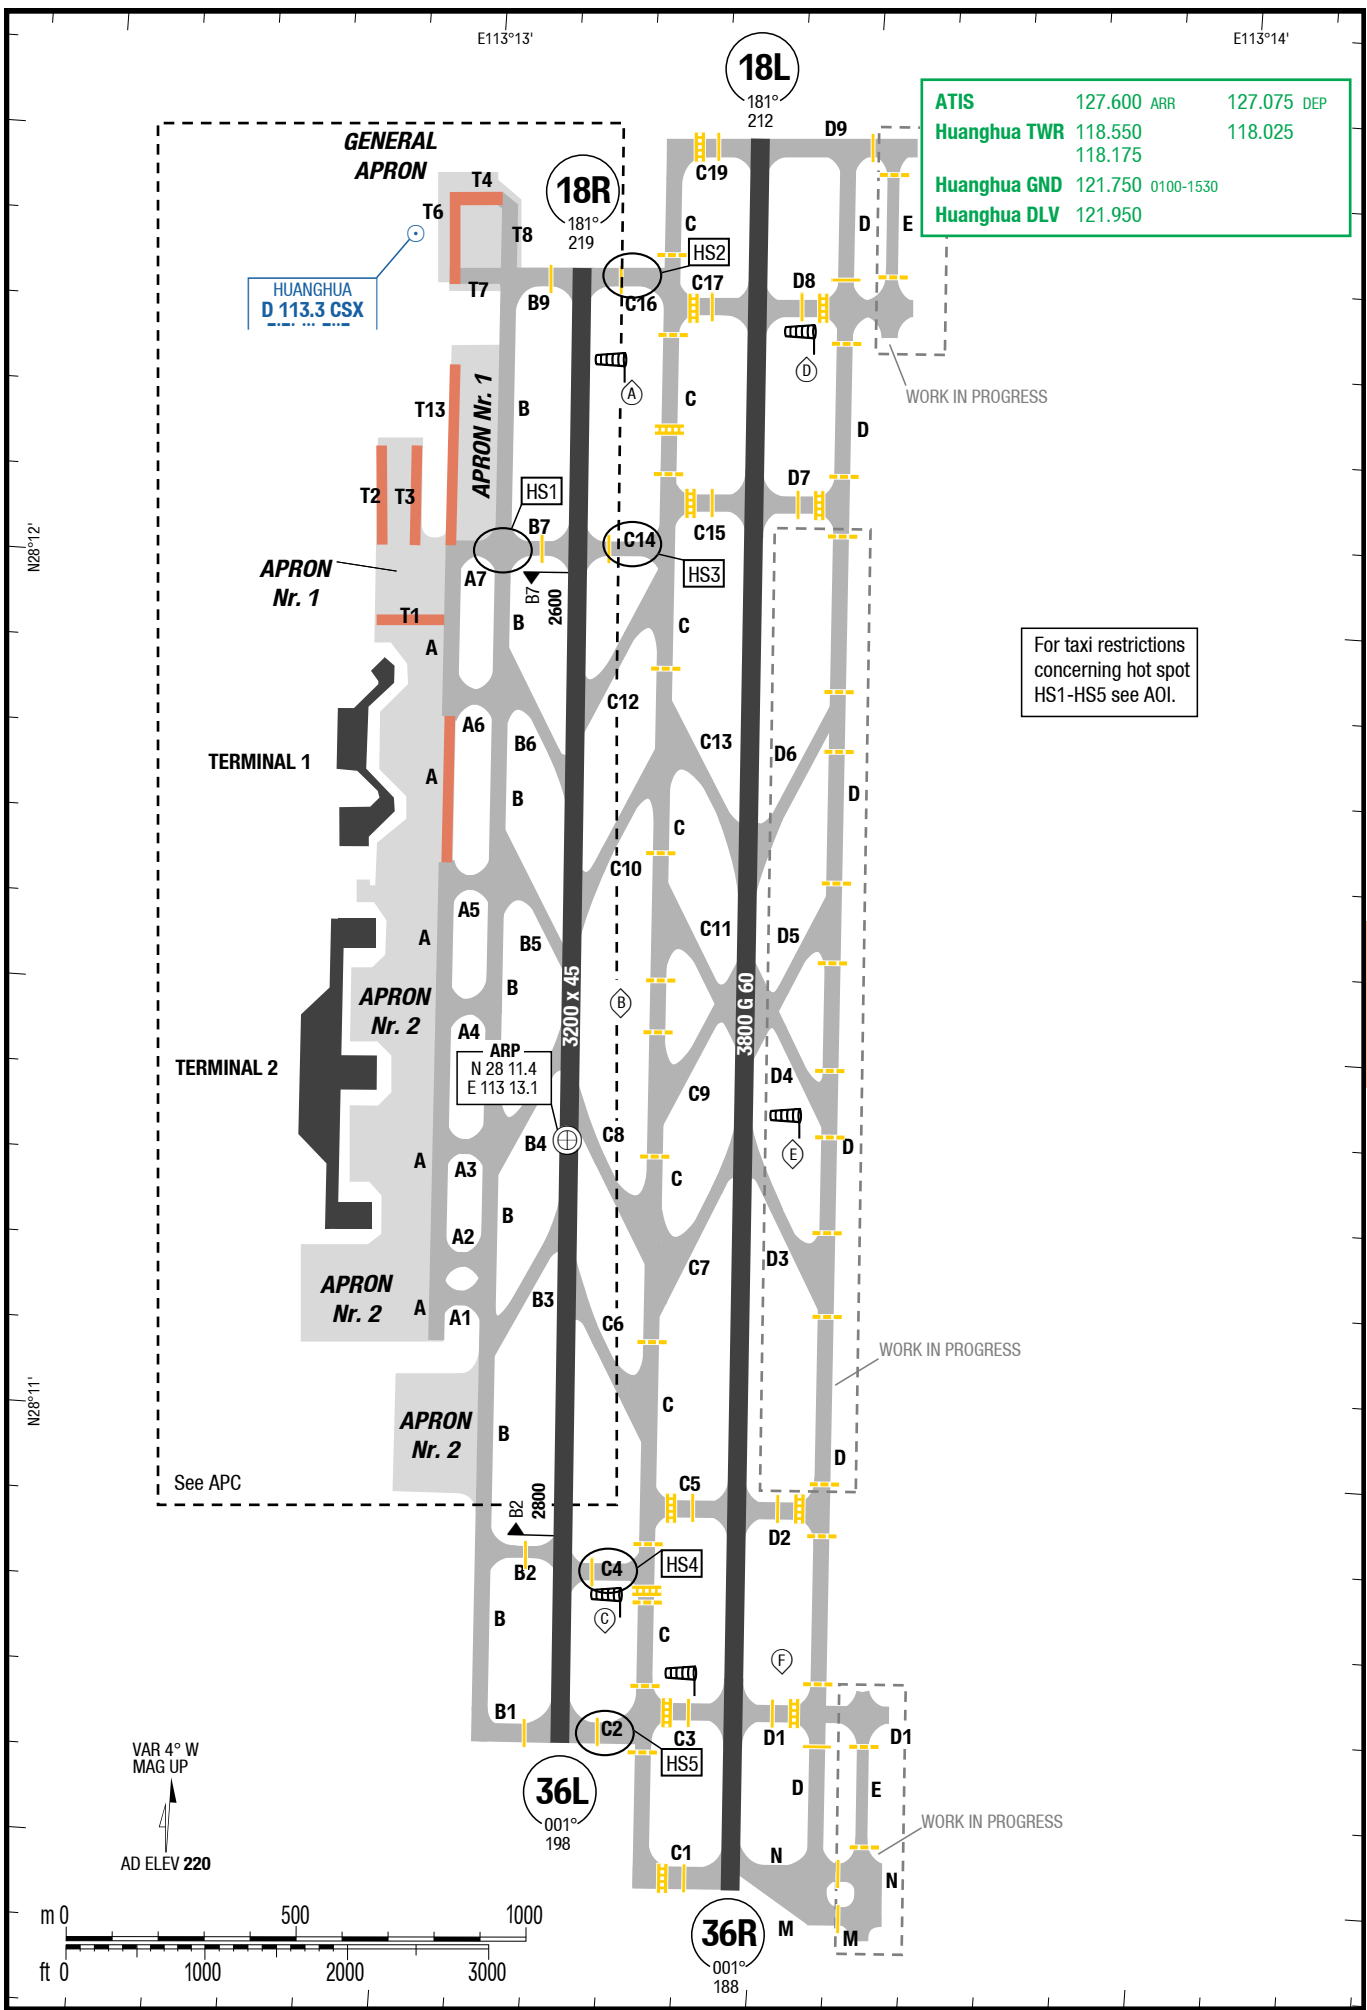 E113°13'
E113°14'
18L
181°
212
ATIS 127.600 ARR 127.075 DEP
Huanghua TWR 118.550 118.025
118.175
Huanghua GND 121.750 0100-1530
Huanghua DLV 121.950
D9
C19
GENERAL
APRON
T4
T6
T8
T7
18R
181°
219
HS2
C
D
E
HUANGHUA
D 113.3 CSX
B9
C16
C17
D8
A
D
WORK IN PROGRESS
T13
APRON Nr. 1
B
C
D
T2
T3
HS1
B7
C14
C15
D7
HS3
N28°12'
APRON
Nr. 1
A7
B7
2600
T1
A
B
C
For taxi restrictions
concerning hot spot
HS1-HS5 see AOI.
C12
A6
B6
C13
D6
TERMINAL 1
A
B
D
C
C10
A5
A
B5
C11
D5
APRON
Nr. 2
B
3200 x 45
B
3800 G 60
A4
TERMINAL 2
ARP
N 28 11.4
E 113 13.1
D4
C9
B4
C8
E
D
A
A3
C
B
A2
D3
C7
APRON
Nr. 2
A
A1
B3
C6
WORK IN PROGRESS
N28°11'
APRON
Nr. 2
B
C
D
See APC
B2
2800
C5
D2
B2
C4
HS4
C
B
C
F
B1
C2
C3
D1
D1
HS5
VAR 4° W
MAG UP
36L
001°
198
D
E
WORK IN PROGRESS
AD ELEV 220
C1
N
N
M
M
m 0 500 1000
ft 0 1000 2000 3000
36R
001°
188